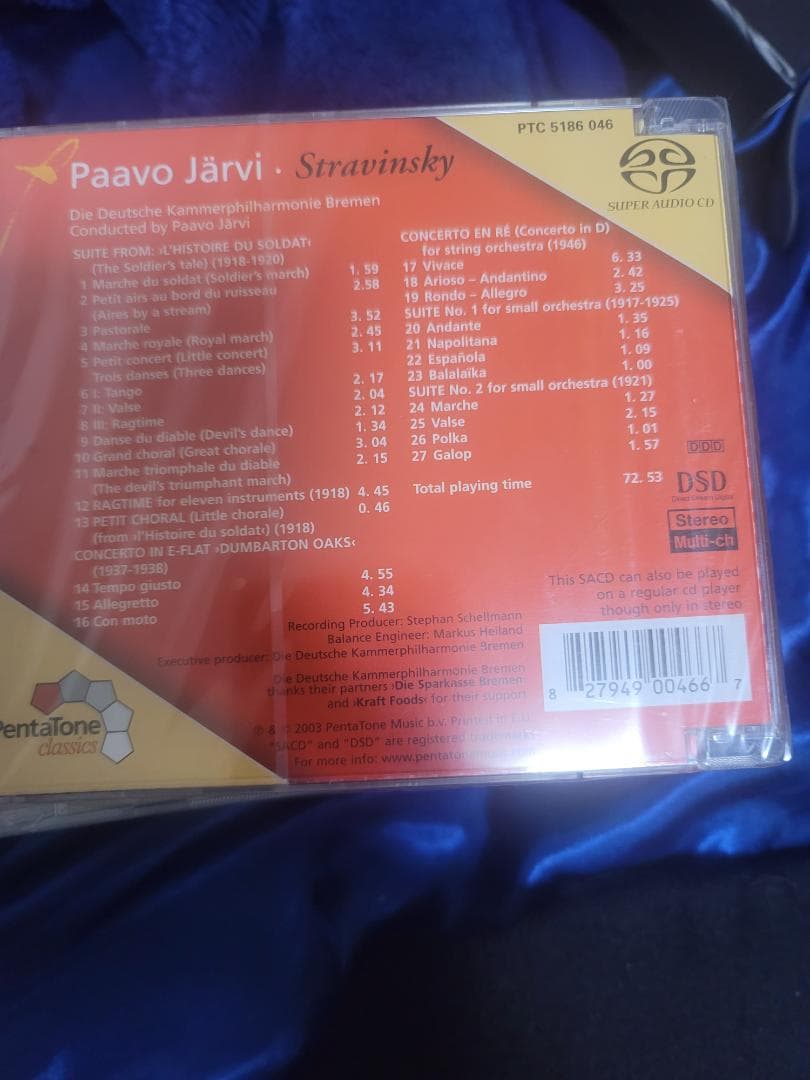 PTC 5186 046
Paavo Järvi · Stravinsky
SUPER AUDIO CD
Die Deutsche Kammerphilharmonie Bremen
Conducted by Paavo Järvi
SUITE FROM: ›L'HISTOIRE DU SOLDAT‹
(The Soldier's tale) (1918-1920)
1 Marche du soldat (Soldier's march) 1. 59
2 Petit airs au bord du ruisseau 2.58
(Aires by a stream)
3 Pastorale 3. 52
4 Marche royale (Royal march) 2. 45
5 Petit concert (Little concert) 3. 11
Trois danses (Three dances)
6 I: Tango 2. 17
7 II: Valse 2. 04
8 III: Ragtime 2. 12
9 Danse du diable (Devil's dance) 1. 34
10 Grand choral (Great chorale) 3. 04
11 Marche triomphale du diable 2. 15
(The devil's triumphant march)
12 RAGTIME for eleven instruments (1918) 4. 45
13 PETIT CHORAL (Little chorale) 0. 46
(from ›l'Histoire du soldat‹) (1918)
CONCERTO IN E-FLAT ›DUMBARTON OAKS‹
(1937-1938)
14 Tempo giusto 4. 55
15 Allegretto 4. 34
16 Con moto 5. 43
CONCERTO EN RÉ (Concerto in D)
for string orchestra (1946)
17 Vivace 6. 33
18 Arioso – Andantino 2. 42
19 Rondo – Allegro 3. 25
SUITE No. 1 for small orchestra (1917-1925)
20 Andante 1. 35
21 Napolitana 1. 16
22 Española 1. 09
23 Balalaïka 1. 00
SUITE No. 2 for small orchestra (1921)
24 Marche 1. 27
25 Valse 2. 15
26 Polka 1. 01
27 Galop 1. 57
Total playing time 72. 53
DDD
DSD
Direct Stream Digital
Stereo
Multi-ch
This SACD can also be played
on a regular cd player
though only in stereo
Recording Producer: Stephan Schellmann
Balance Engineer: Markus Heiland
Executive producer: Die Deutsche Kammerphilharmonie Bremen
Die Deutsche Kammerphilharmonie Bremen
thanks their partners ›Die Sparkasse Bremen
and ›Kraft Foods‹ for their support
8 27949 00466 7
PentaTone
classics
℗ & © 2003 PentaTone Music b.v. Printed in E.U.
"SACD" and "DSD" are registered trademarks
For more info: www.pentatonemusic